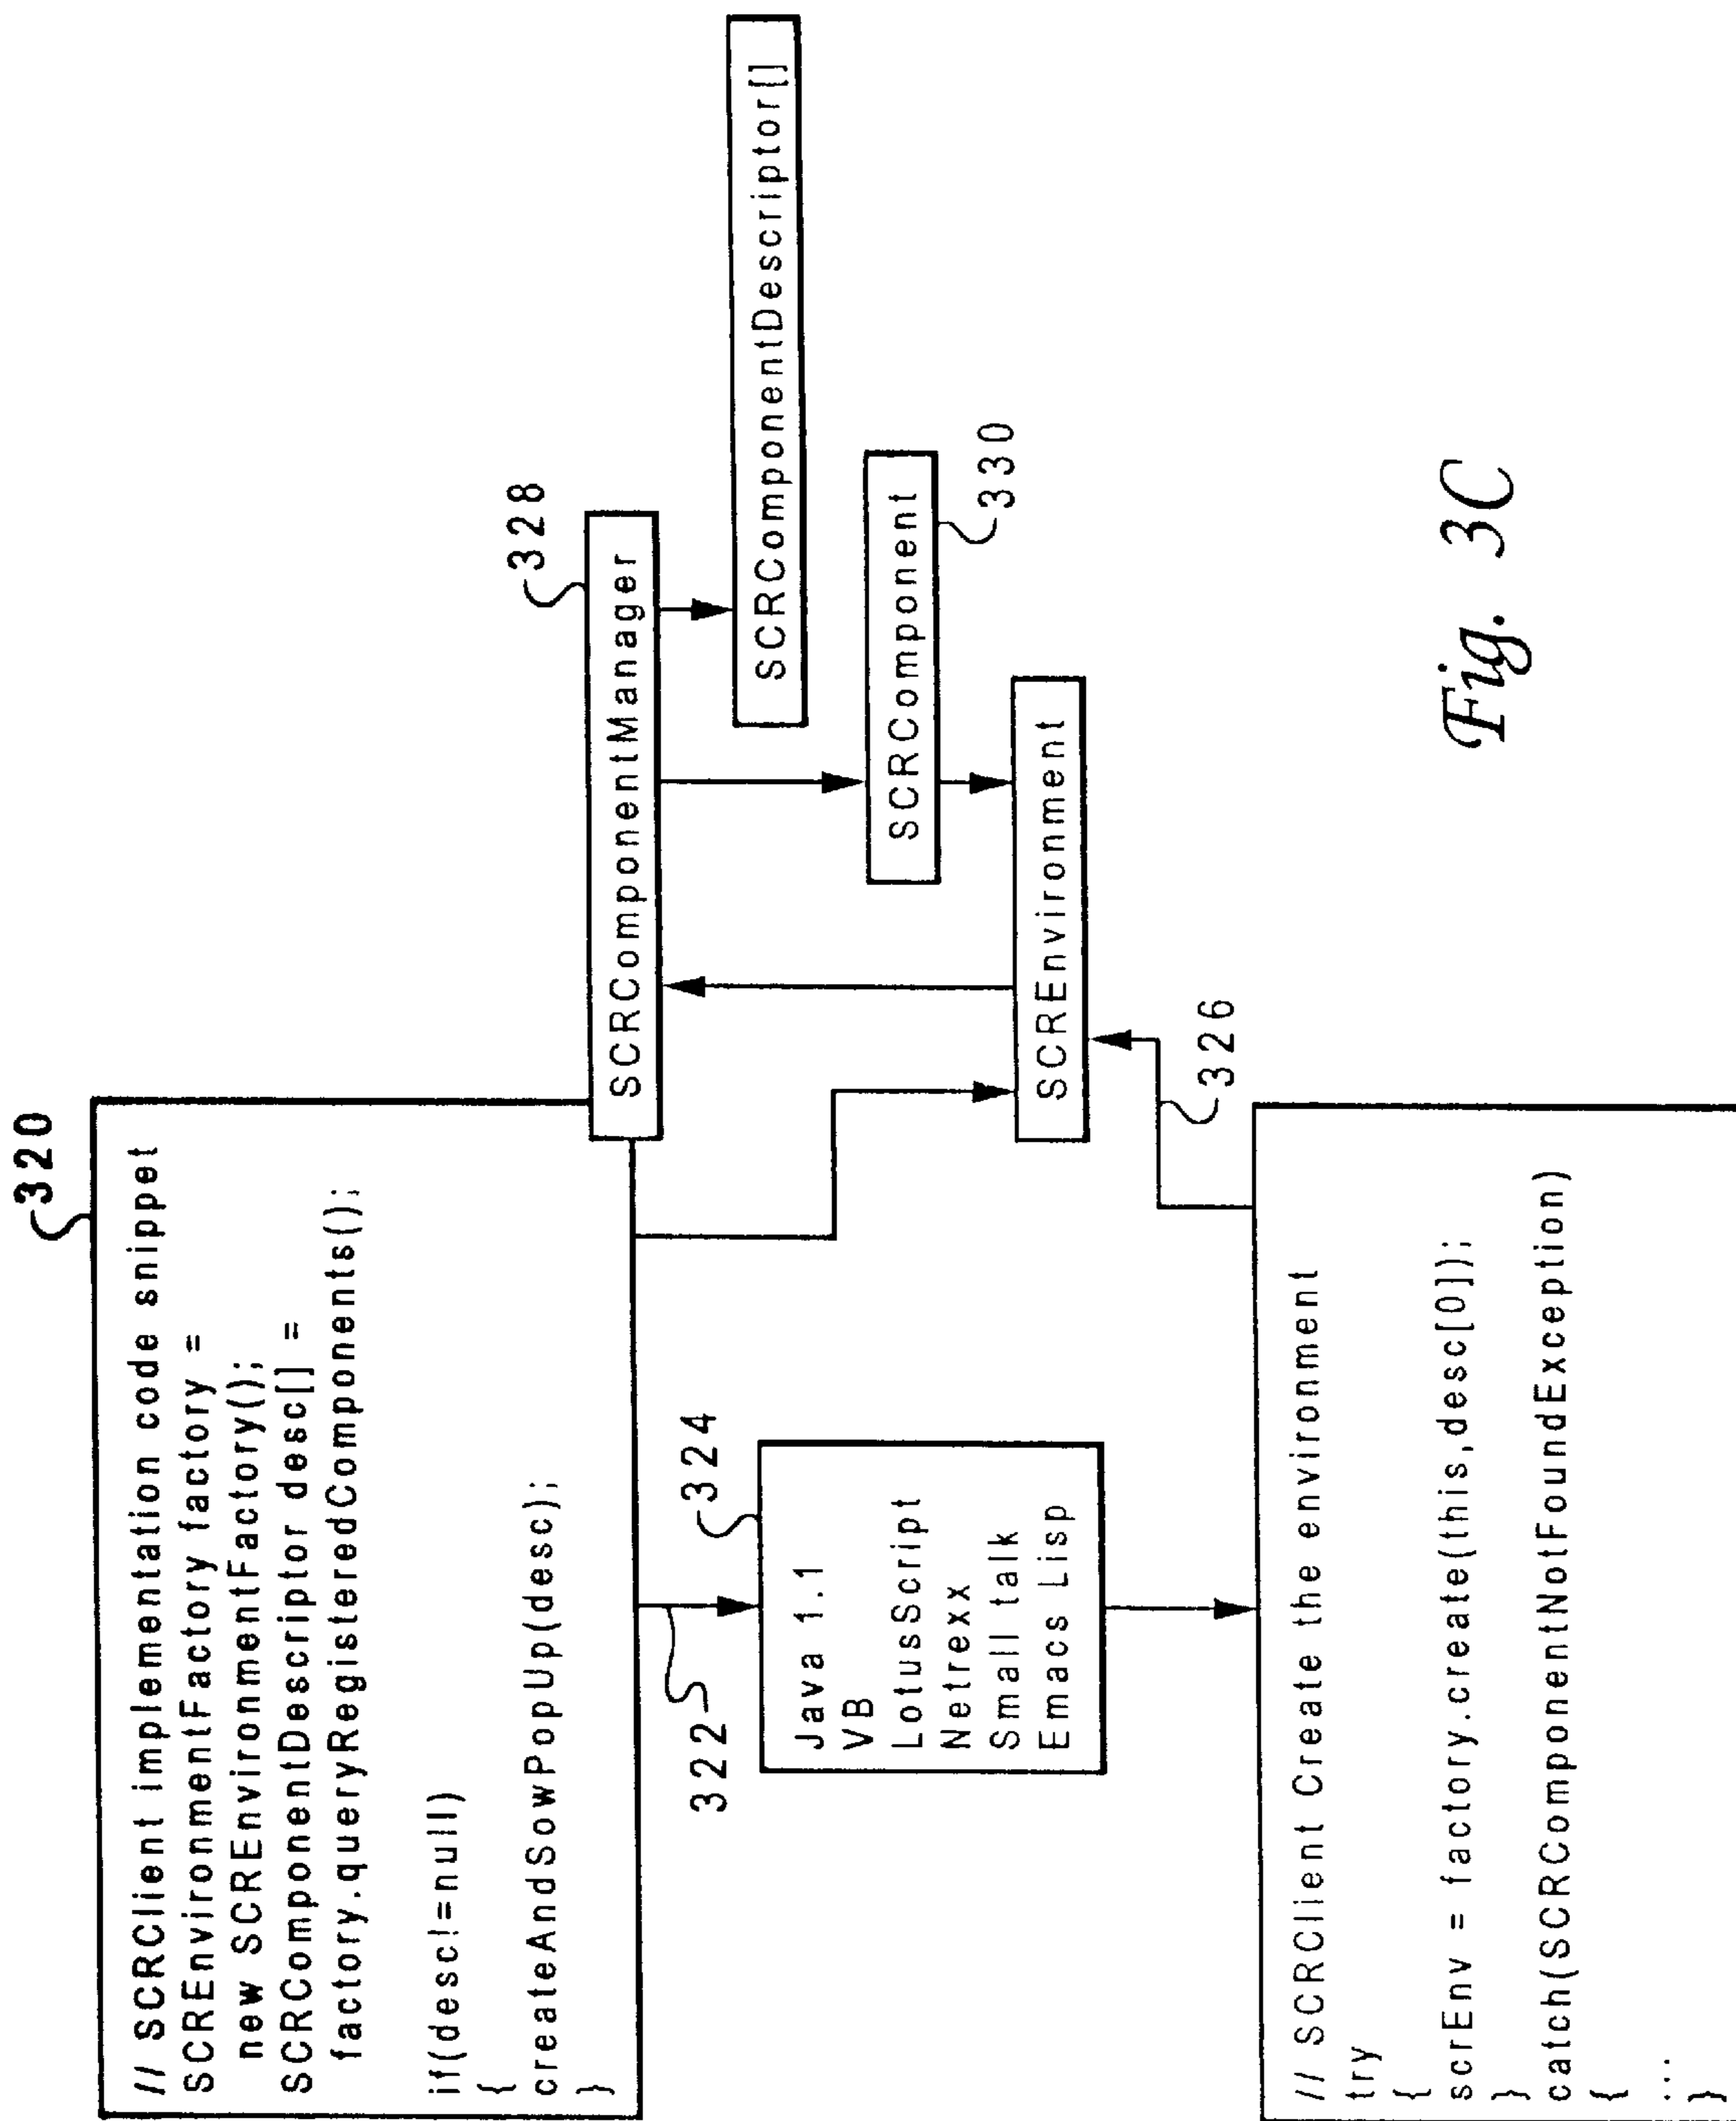 320
// SCRClient implementation code snippet
SCREnvironmentFactory factory =
new SCREnvironmentFactory();
SCRComponentDescriptor desc[] =
factory.queryRegisteredComponents();
if(desc!=null)
{
createAndSowPopUp(desc);
}
328
SCRComponentManager
SCRComponentDescriptor[]
SCRComponent
330
SCREnvironment
322
324
Java 1.1
VB
LotusScript
Netrexx
Small talk
Emacs Lisp
326
// SCRClient Create the environment
try
{
scrEnv = factory.create(this,desc[0]);
}
catch(SCRComponentNotFoundException)
{
...
}
Fig. 3C